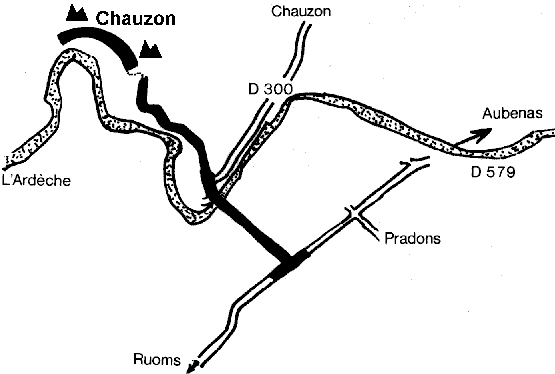 Chauzon
Chauzon
D 300
Aubenas
L'Ardèche
D 579
Pradons
Ruoms